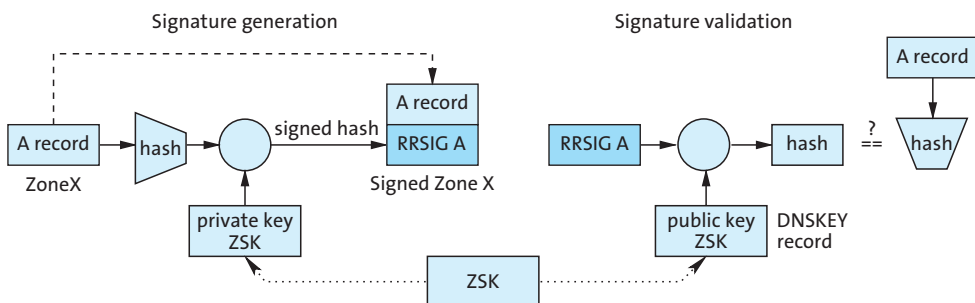 Signature generation
Signature validation
A record
A record
A record
hash
signed hash
RRSIG A
RRSIG A
hash
?
==
hash
ZoneX
Signed Zone X
private key
ZSK
public key
ZSK
DNSKEY
record
ZSK